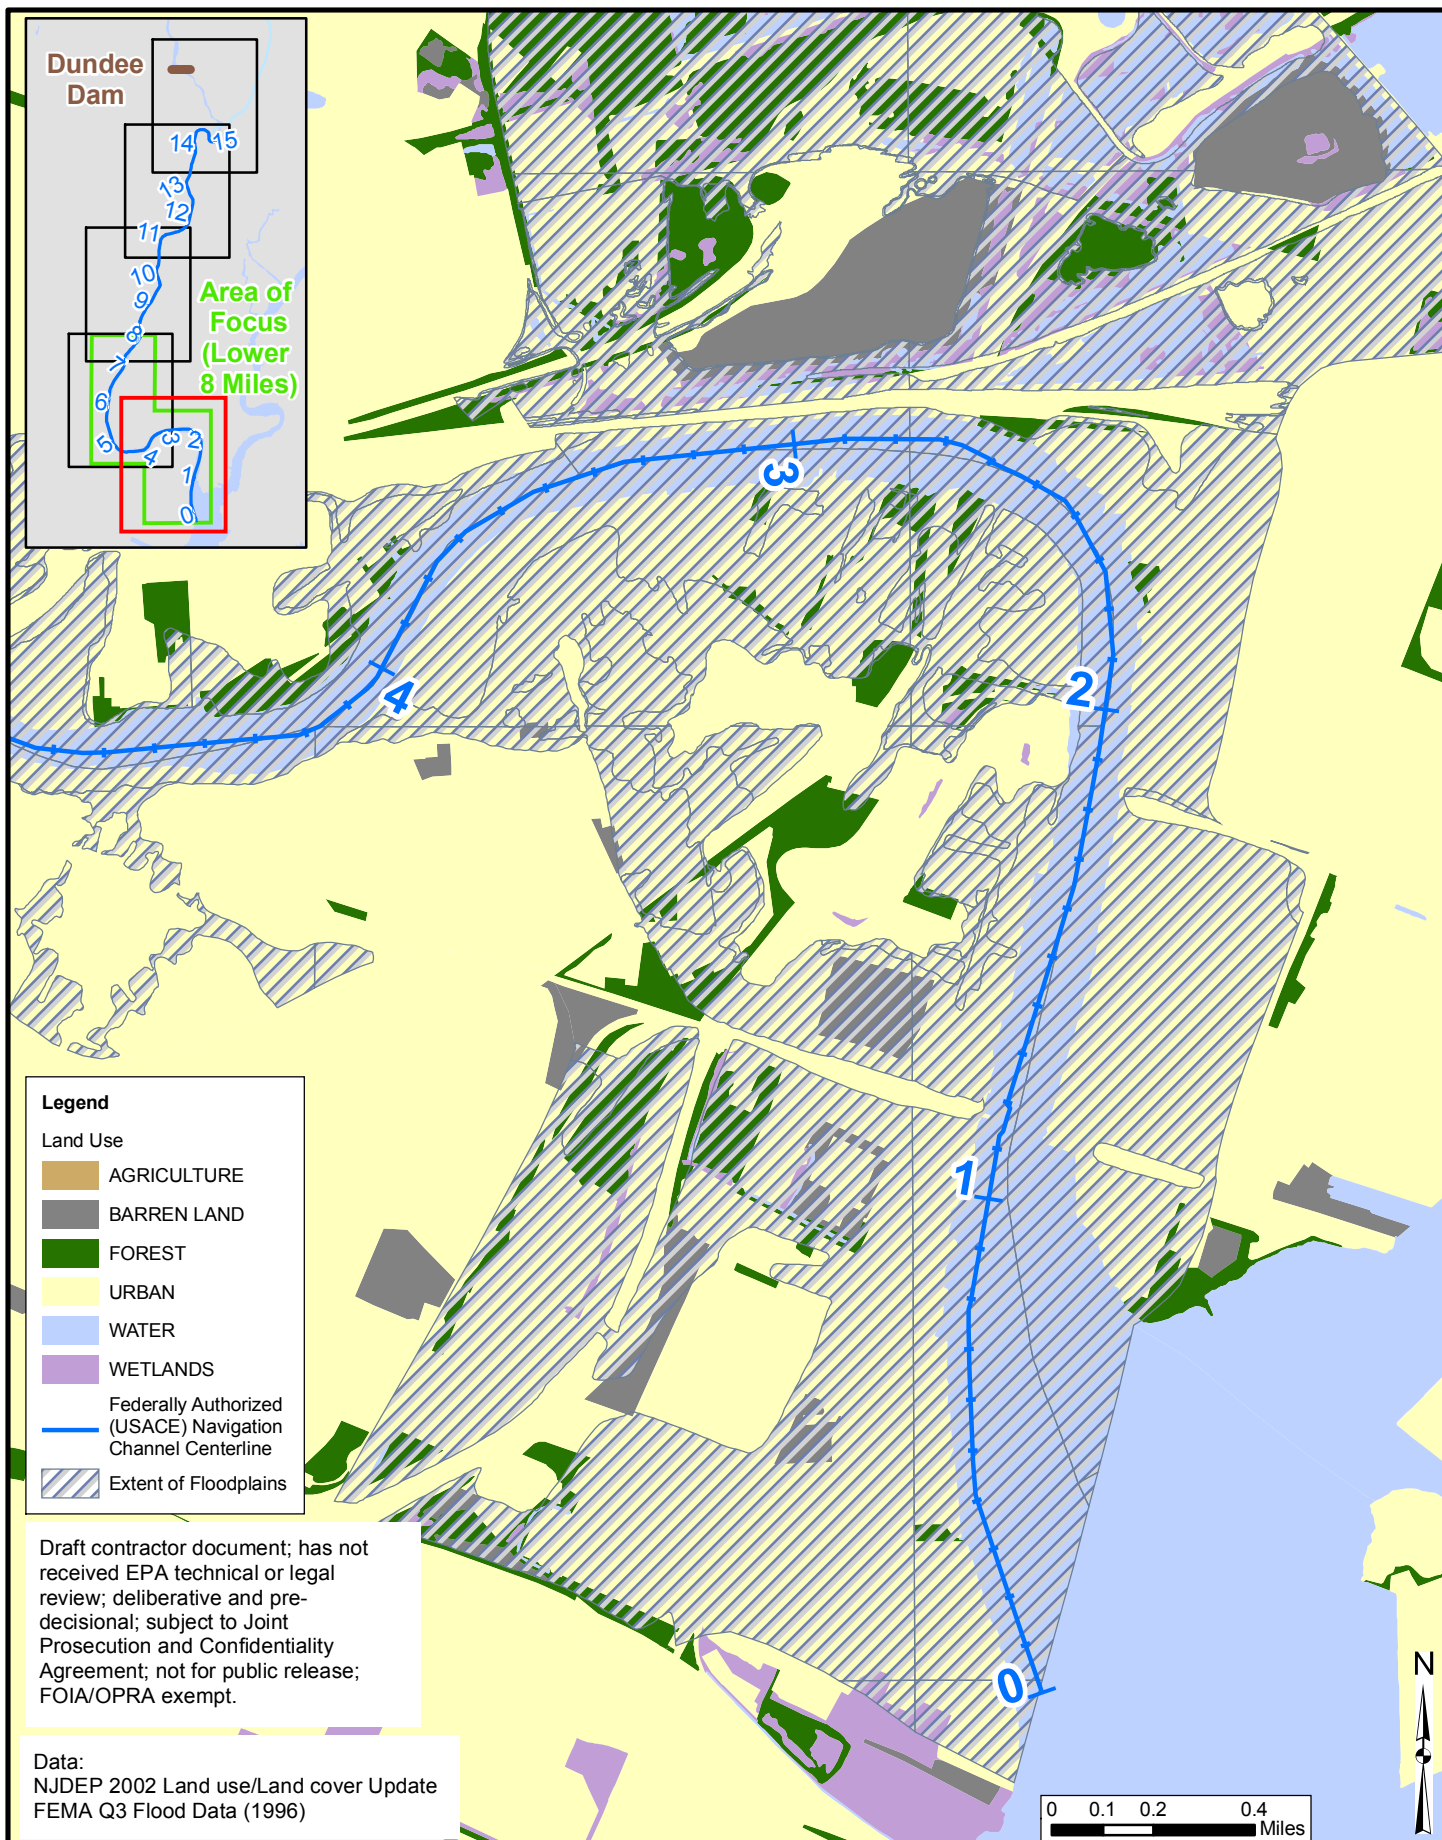 Dundee
Dam
14
15
13
12
11
10
9
8
7
6
5
4
3
2
1
0
Area of
Focus
(Lower
8 Miles)
3
4
2
1
0
Legend
Land Use
AGRICULTURE
BARREN LAND
FOREST
URBAN
WATER
WETLANDS
Federally Authorized
(USACE) Navigation
Channel Centerline
Extent of Floodplains
Draft contractor document; has not
received EPA technical or legal
review; deliberative and pre-
decisional; subject to Joint
Prosecution and Confidentiality
Agreement; not for public release;
FOIA/OPRA exempt.
Data:
NJDEP 2002 Land use/Land cover Update
FEMA Q3 Flood Data (1996)
N
0 0.1 0.2 0.4
Miles